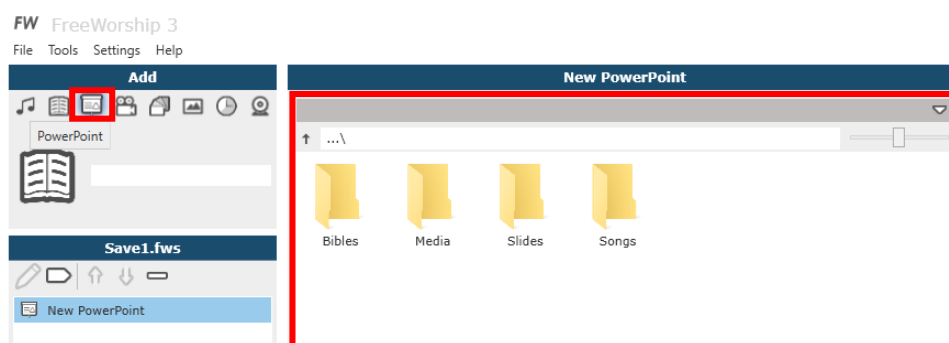 FW FreeWorship 3
File Tools Settings Help
Add
PowerPoint
Save1.fws
New PowerPoint
New PowerPoint
...\
Bibles Media Slides Songs